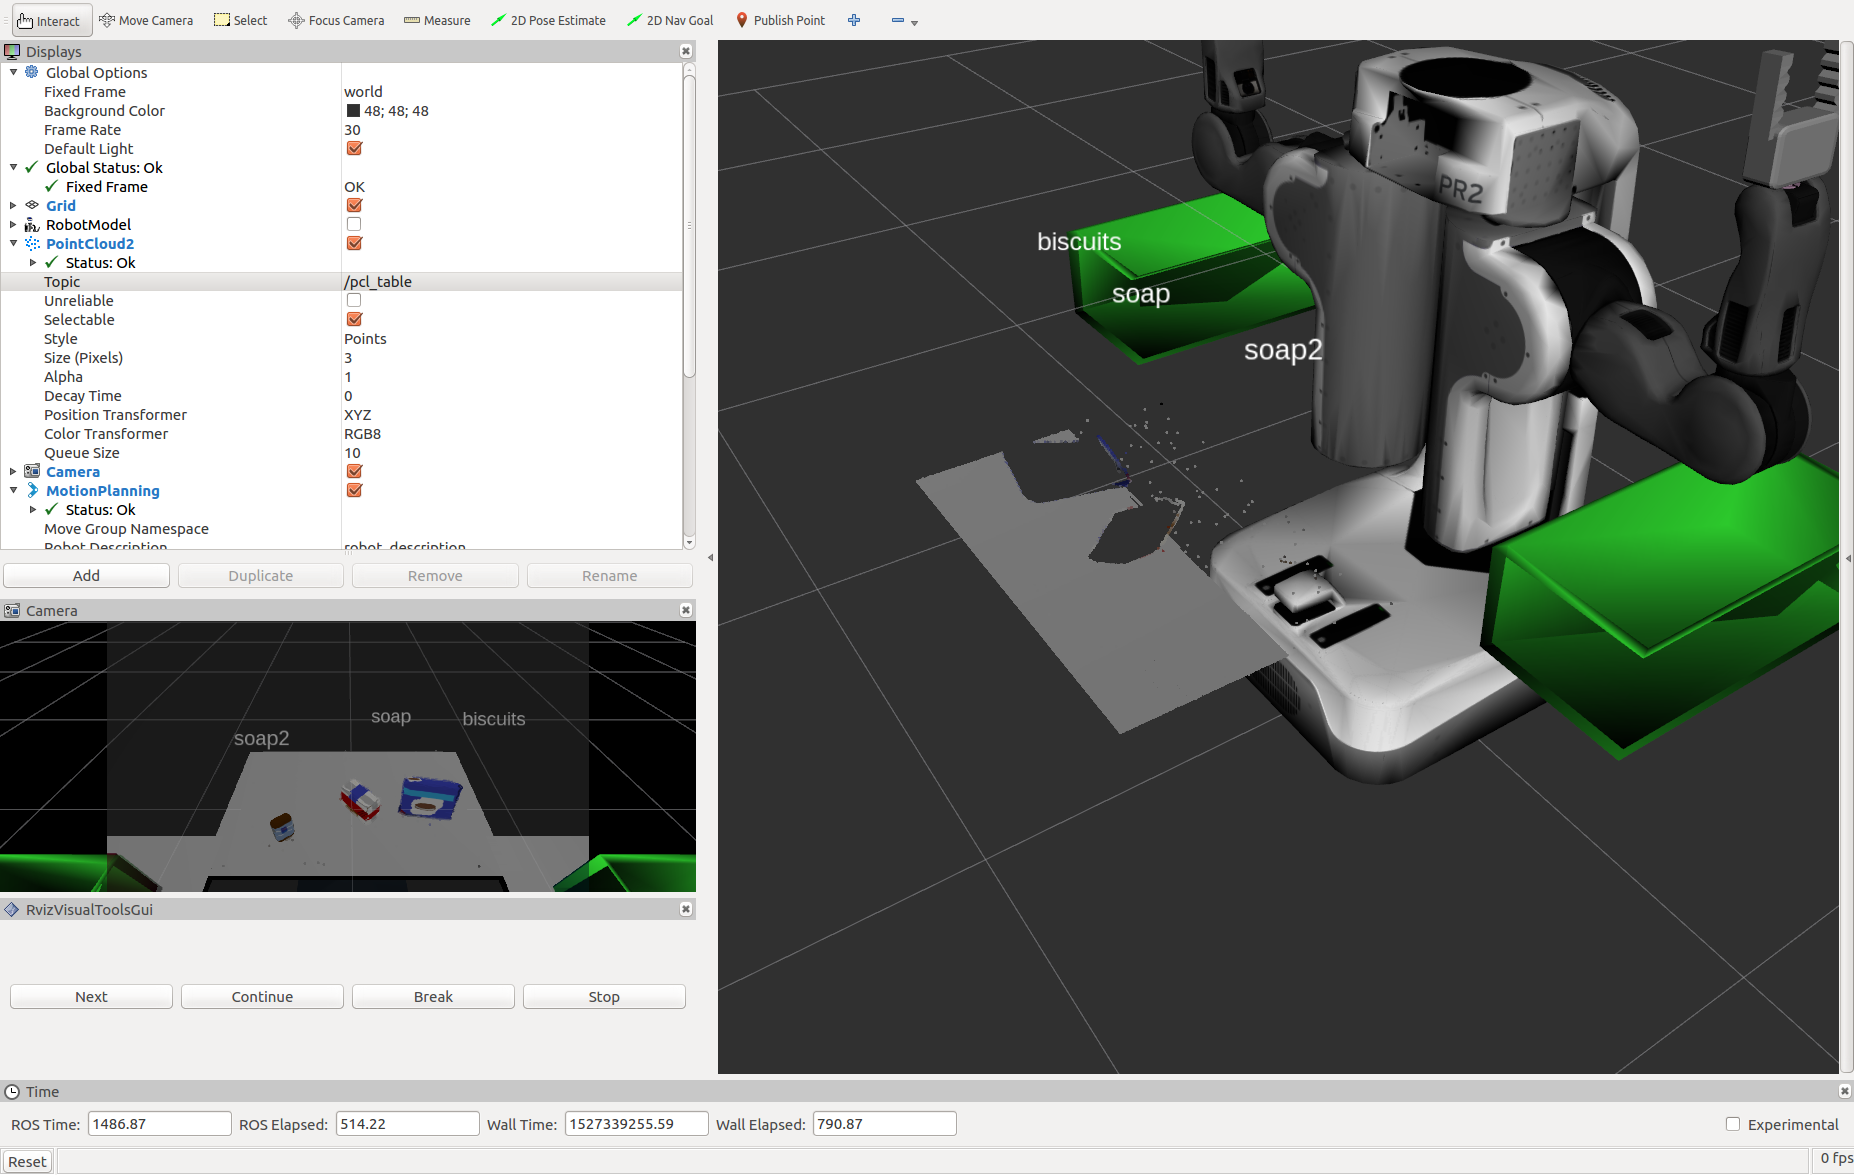 Interact Move Camera Select Focus Camera Measure 2D Pose Estimate 2D Nav Goal Publish Point
Displays
Global Options
Fixed Frame world
Background Color 48; 48; 48
Frame Rate 30
Default Light
Global Status: Ok
Fixed Frame OK
Grid
RobotModel
PointCloud2
Status: Ok
Topic /pcl_table
Unreliable
Selectable
Style Points
Size (Pixels) 3
Alpha 1
Decay Time 0
Position Transformer XYZ
Color Transformer RGB8
Queue Size 10
Camera
MotionPlanning
Status: Ok
Move Group Namespace
Robot Description robot_description
Add Duplicate Remove Rename
Camera
soap biscuits
soap2
RvizVisualToolsGui
Next Continue Break Stop
PR2
biscuits
soap
soap2
Time
ROS Time: 1486.87 ROS Elapsed: 514.22 Wall Time: 1527339255.59 Wall Elapsed: 790.87 Experimental
Reset 0 fps